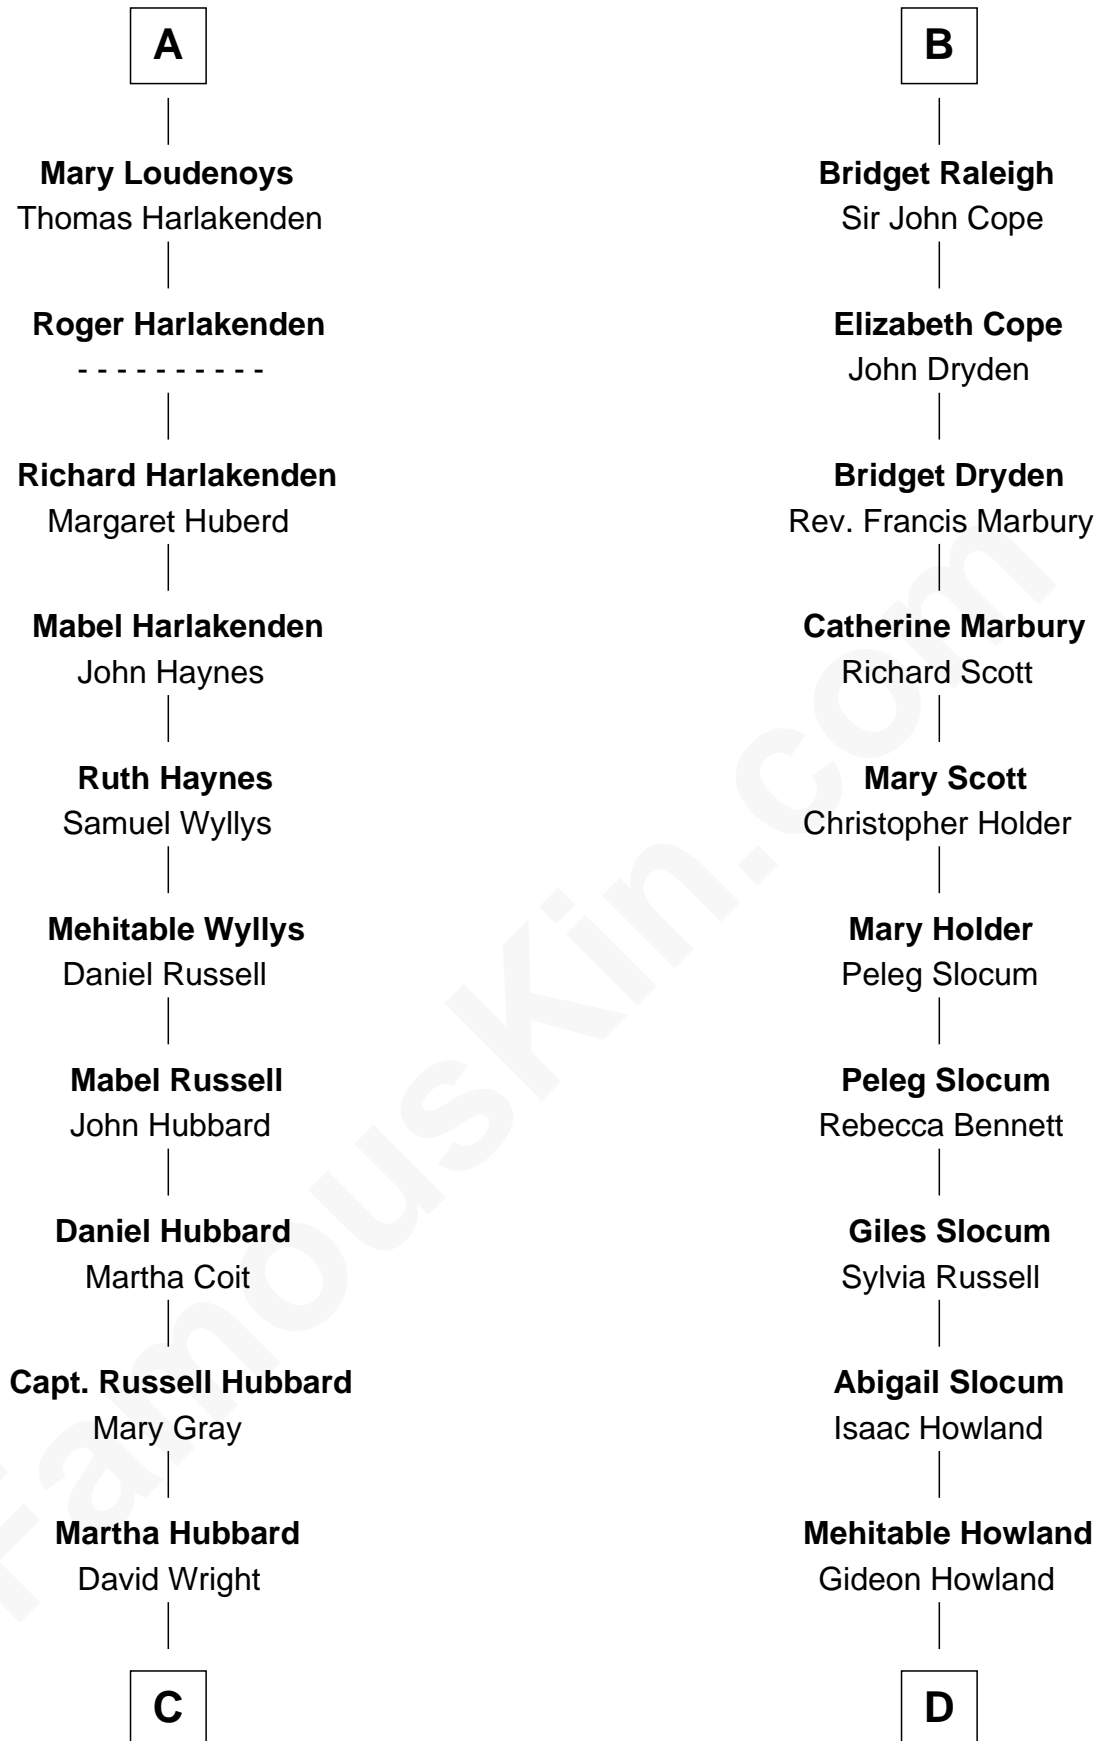 A
Mary Loudenoys
Thomas Harlakenden
Roger Harlakenden
- - - - - - - - - -
Richard Harlakenden
Margaret Huberd
Mabel Harlakenden
John Haynes
Ruth Haynes
Samuel Wyllys
Mehitable Wyllys
Daniel Russell
Mabel Russell
John Hubbard
Daniel Hubbard
Martha Coit
Capt. Russell Hubbard
Mary Gray
Martha Hubbard
David Wright
C
B
Bridget Raleigh
Sir John Cope
Elizabeth Cope
John Dryden
Bridget Dryden
Rev. Francis Marbury
Catherine Marbury
Richard Scott
Mary Scott
Christopher Holder
Mary Holder
Peleg Slocum
Peleg Slocum
Rebecca Bennett
Giles Slocum
Sylvia Russell
Abigail Slocum
Isaac Howland
Mehitable Howland
Gideon Howland
D
FamousKin.com